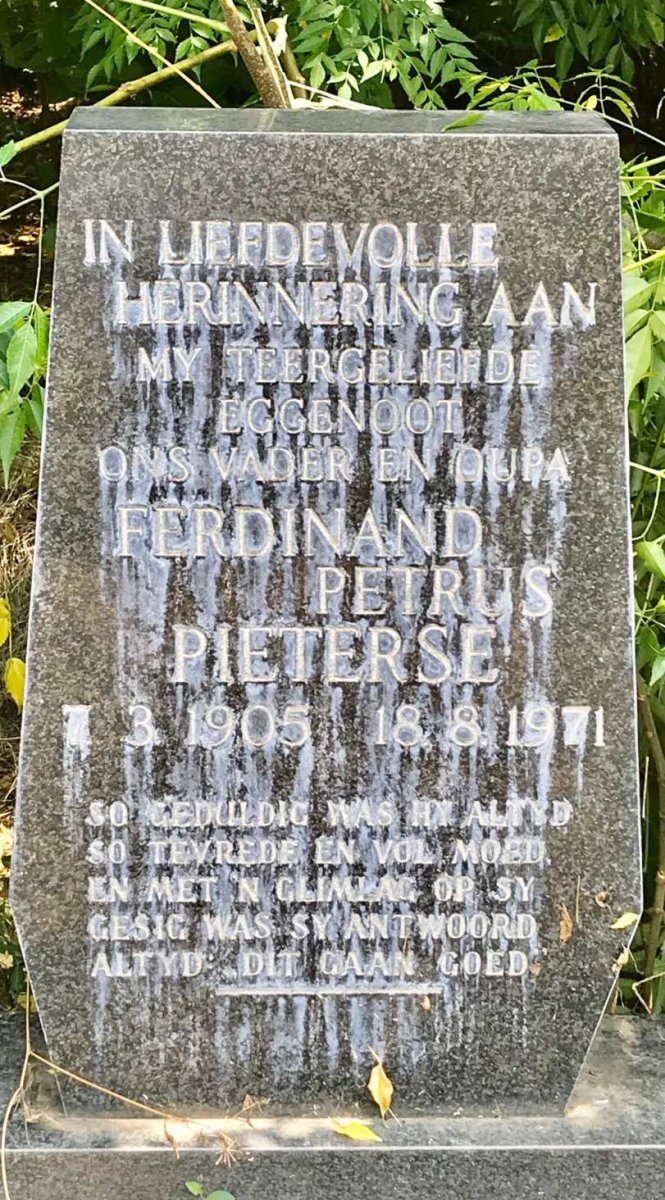 IN LIEFDEVOLLE
HERINNERING AAN
MY TEERGELIEFDE
EGGENOOT
ONS VADER EN OUPA
FERDINAND
PETRUS
PIETERSE
7. 3. 1905 18. 8. 1971
SO GEDULDIG WAS HY ALTYD
SO TEVREDE EN VOL MOED,
EN MET 'N GLIMLAG OP SY
GESIG WAS SY ANTWOORD
ALTYD: „DIT GAAN GOED"